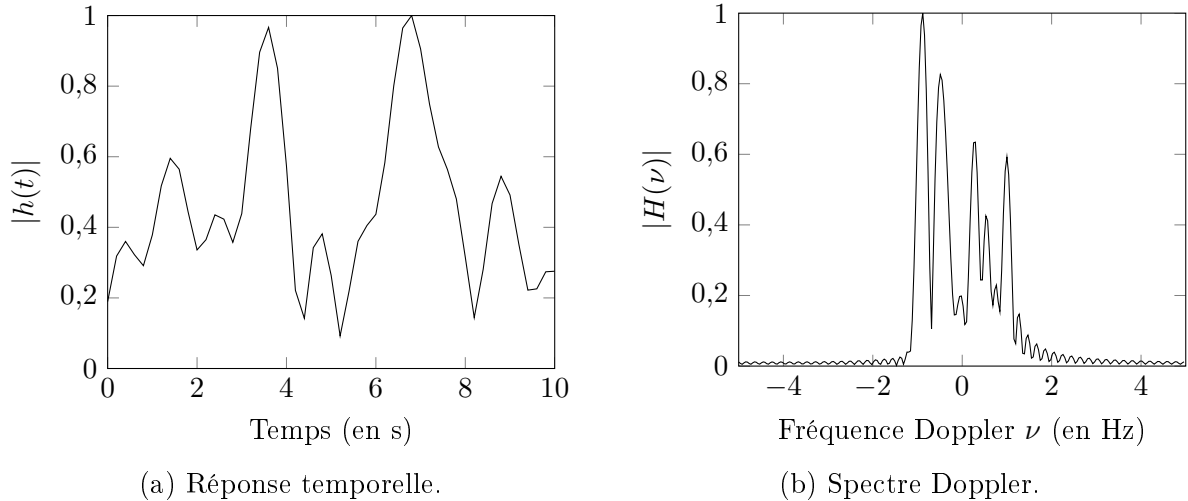 1
0,8
0,6
0,4
0,2
0
|h(t)|
0 2 4 6 8 10
Temps (en s)
(a) Réponse temporelle.
1
0,8
0,6
0,4
0,2
0
|H(ν)|
−4 −2 0 2 4
Fréquence Doppler ν (en Hz)
(b) Spectre Doppler.